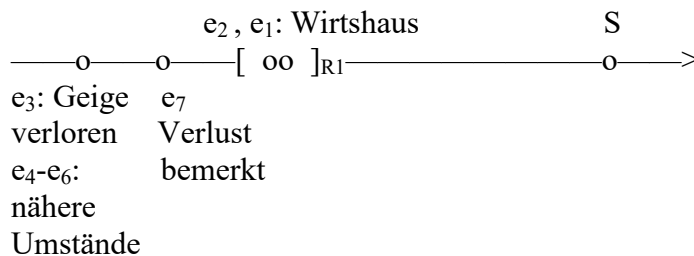 e₂ , e₁: Wirtshaus S
——o——o——[ oo ]R1——————————o——>
e₃: Geige e₇
verloren Verlust
e₄-e₆: bemerkt
nähere
Umstände